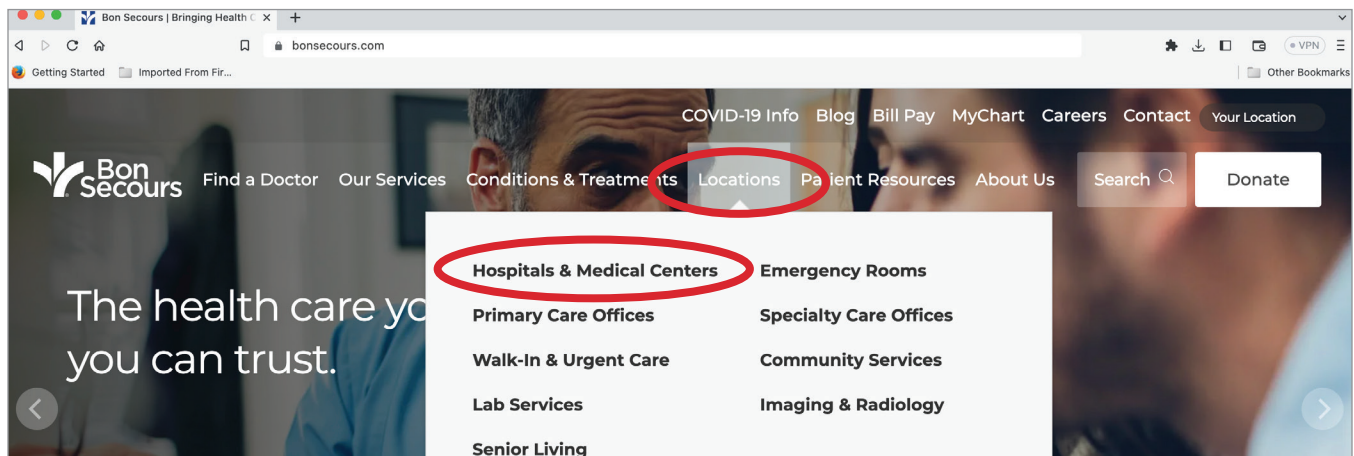 Bon Secours | Bringing Health C
bonsecours.com
VPN
Getting Started Imported From Fir... Other Bookmarks
COVID-19 Info Blog Bill Pay MyChart Careers Contact Your Location
Bon Secours
Find a Doctor Our Services Conditions & Treatments Locations Patient Resources About Us Search Donate
Hospitals & Medical Centers Emergency Rooms
Primary Care Offices Specialty Care Offices
Walk-In & Urgent Care Community Services
Lab Services Imaging & Radiology
Senior Living
The health care yo
you can trust.